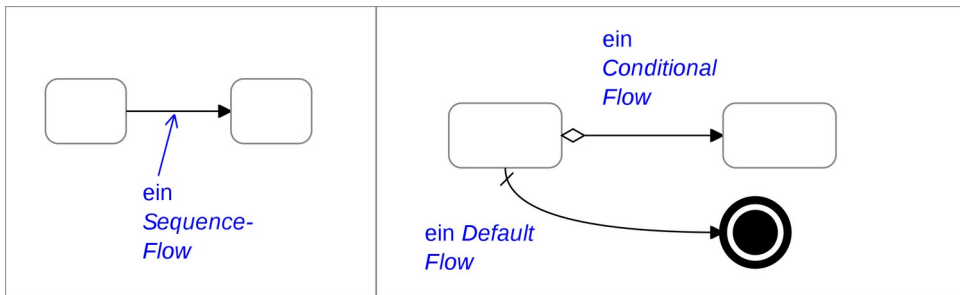 ein
Sequence-
Flow
ein
Conditional
Flow
ein Default
Flow